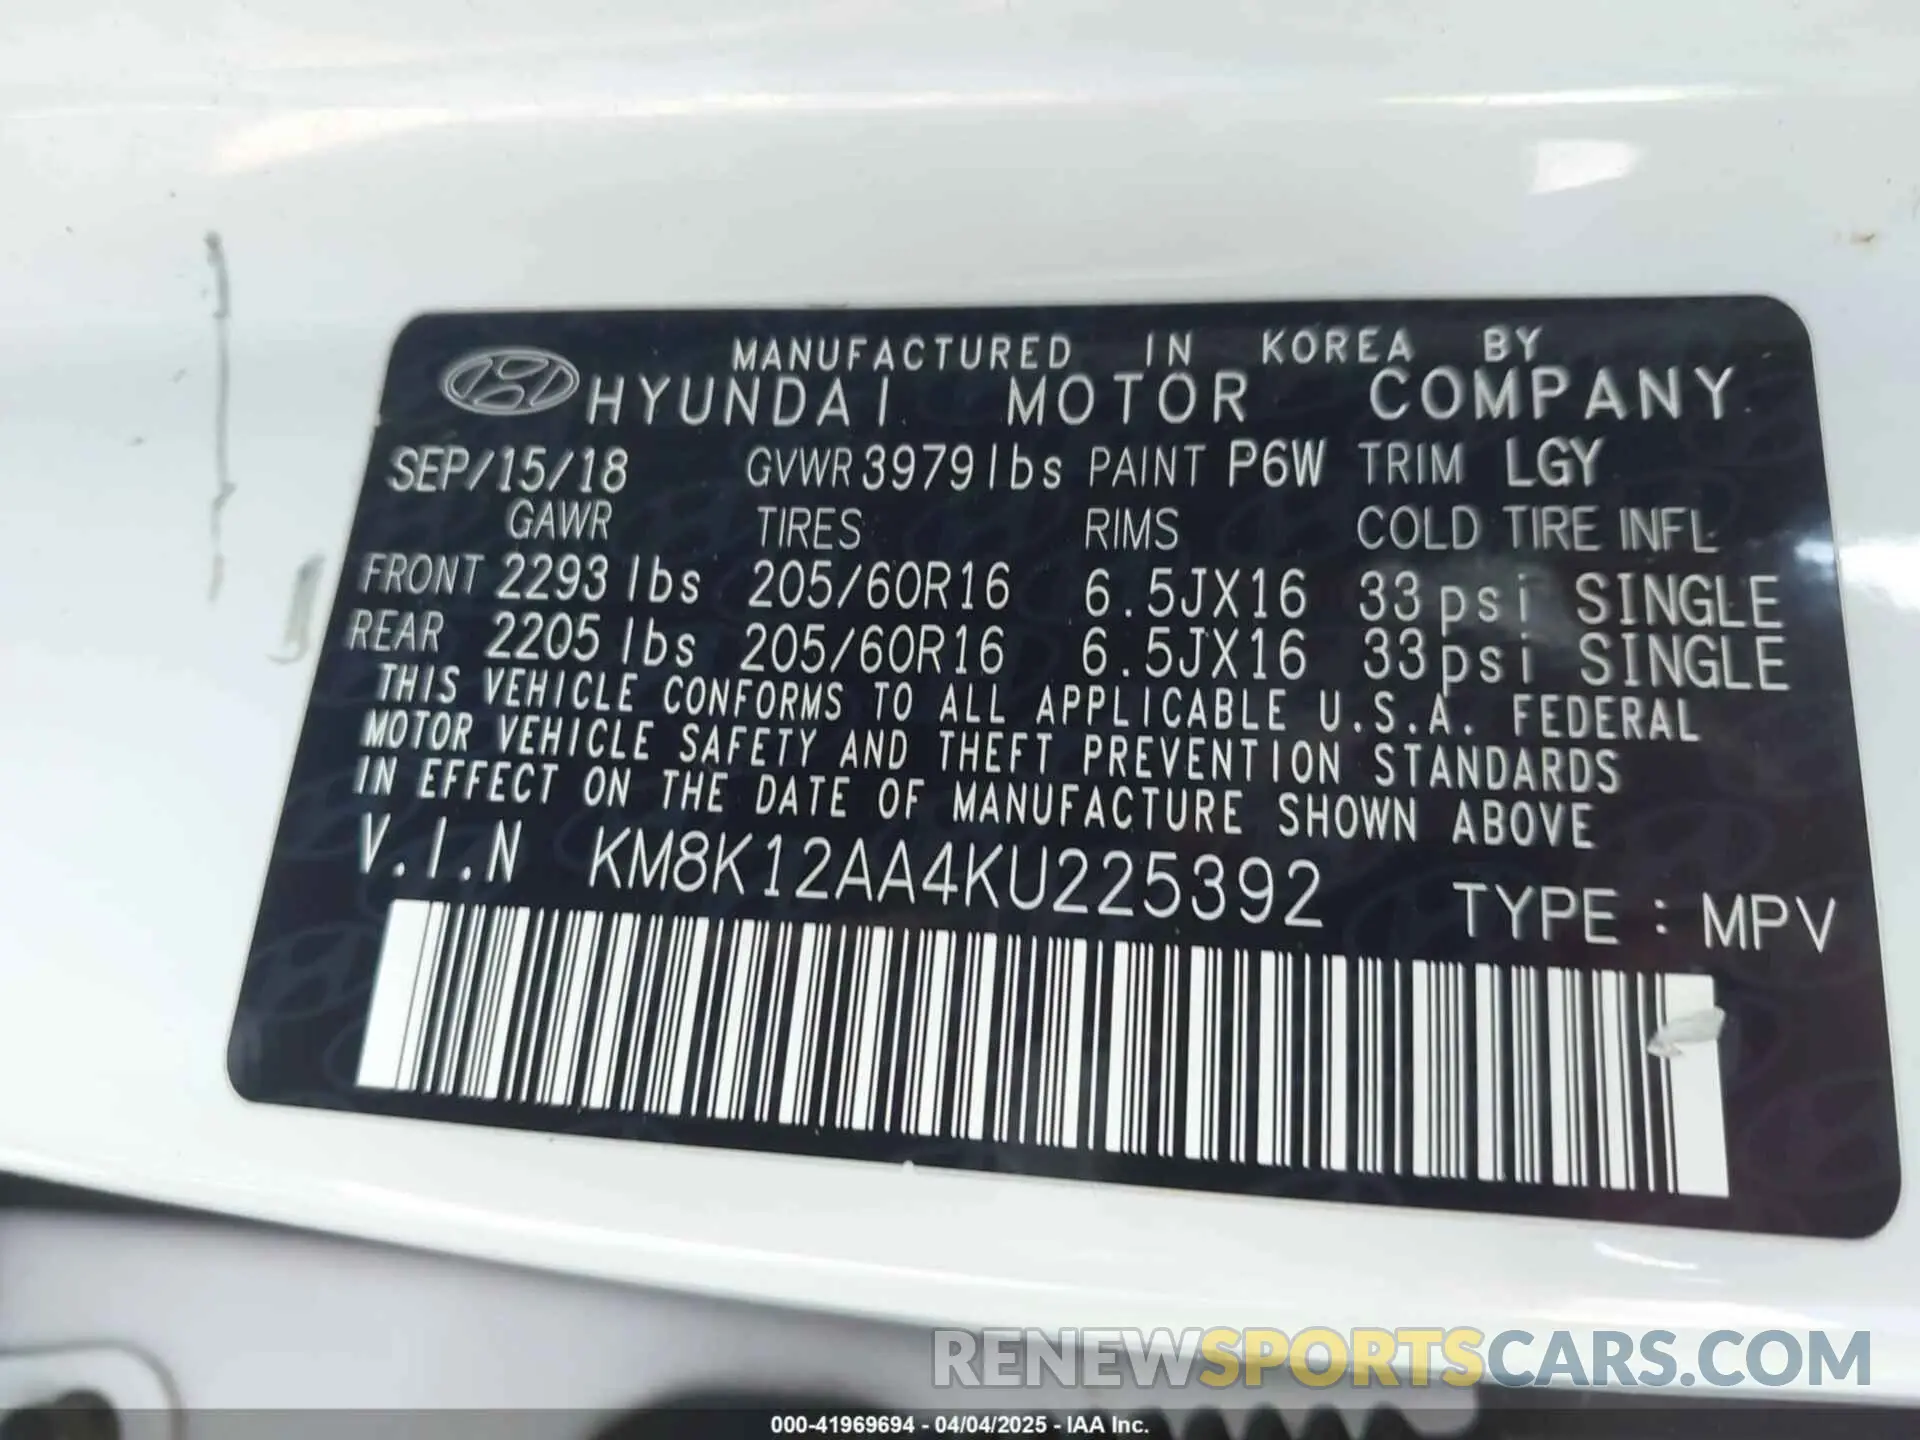 MANUFACTURED IN KOREA BY
HYUNDAI MOTOR COMPANY
SEP/15/18 GVWR 3979lbs PAINT P6W TRIM LGY
GAWR TIRES RIMS COLD TIRE INFL
FRONT 2293 lbs 205/60R16 6.5JX16 33psi SINGLE
REAR 2205 lbs 205/60R16 6.5JX16 33psi SINGLE
THIS VEHICLE CONFORMS TO ALL APPLICABLE U.S.A. FEDERAL
MOTOR VEHICLE SAFETY AND THEFT PREVENTION STANDARDS
IN EFFECT ON THE DATE OF MANUFACTURE SHOWN ABOVE
V.I.N KM8K12AA4KU225392 TYPE : MPV
RENEWSPORTSCARS.COM
000-41969694 - 04/04/2025 - IAA Inc.